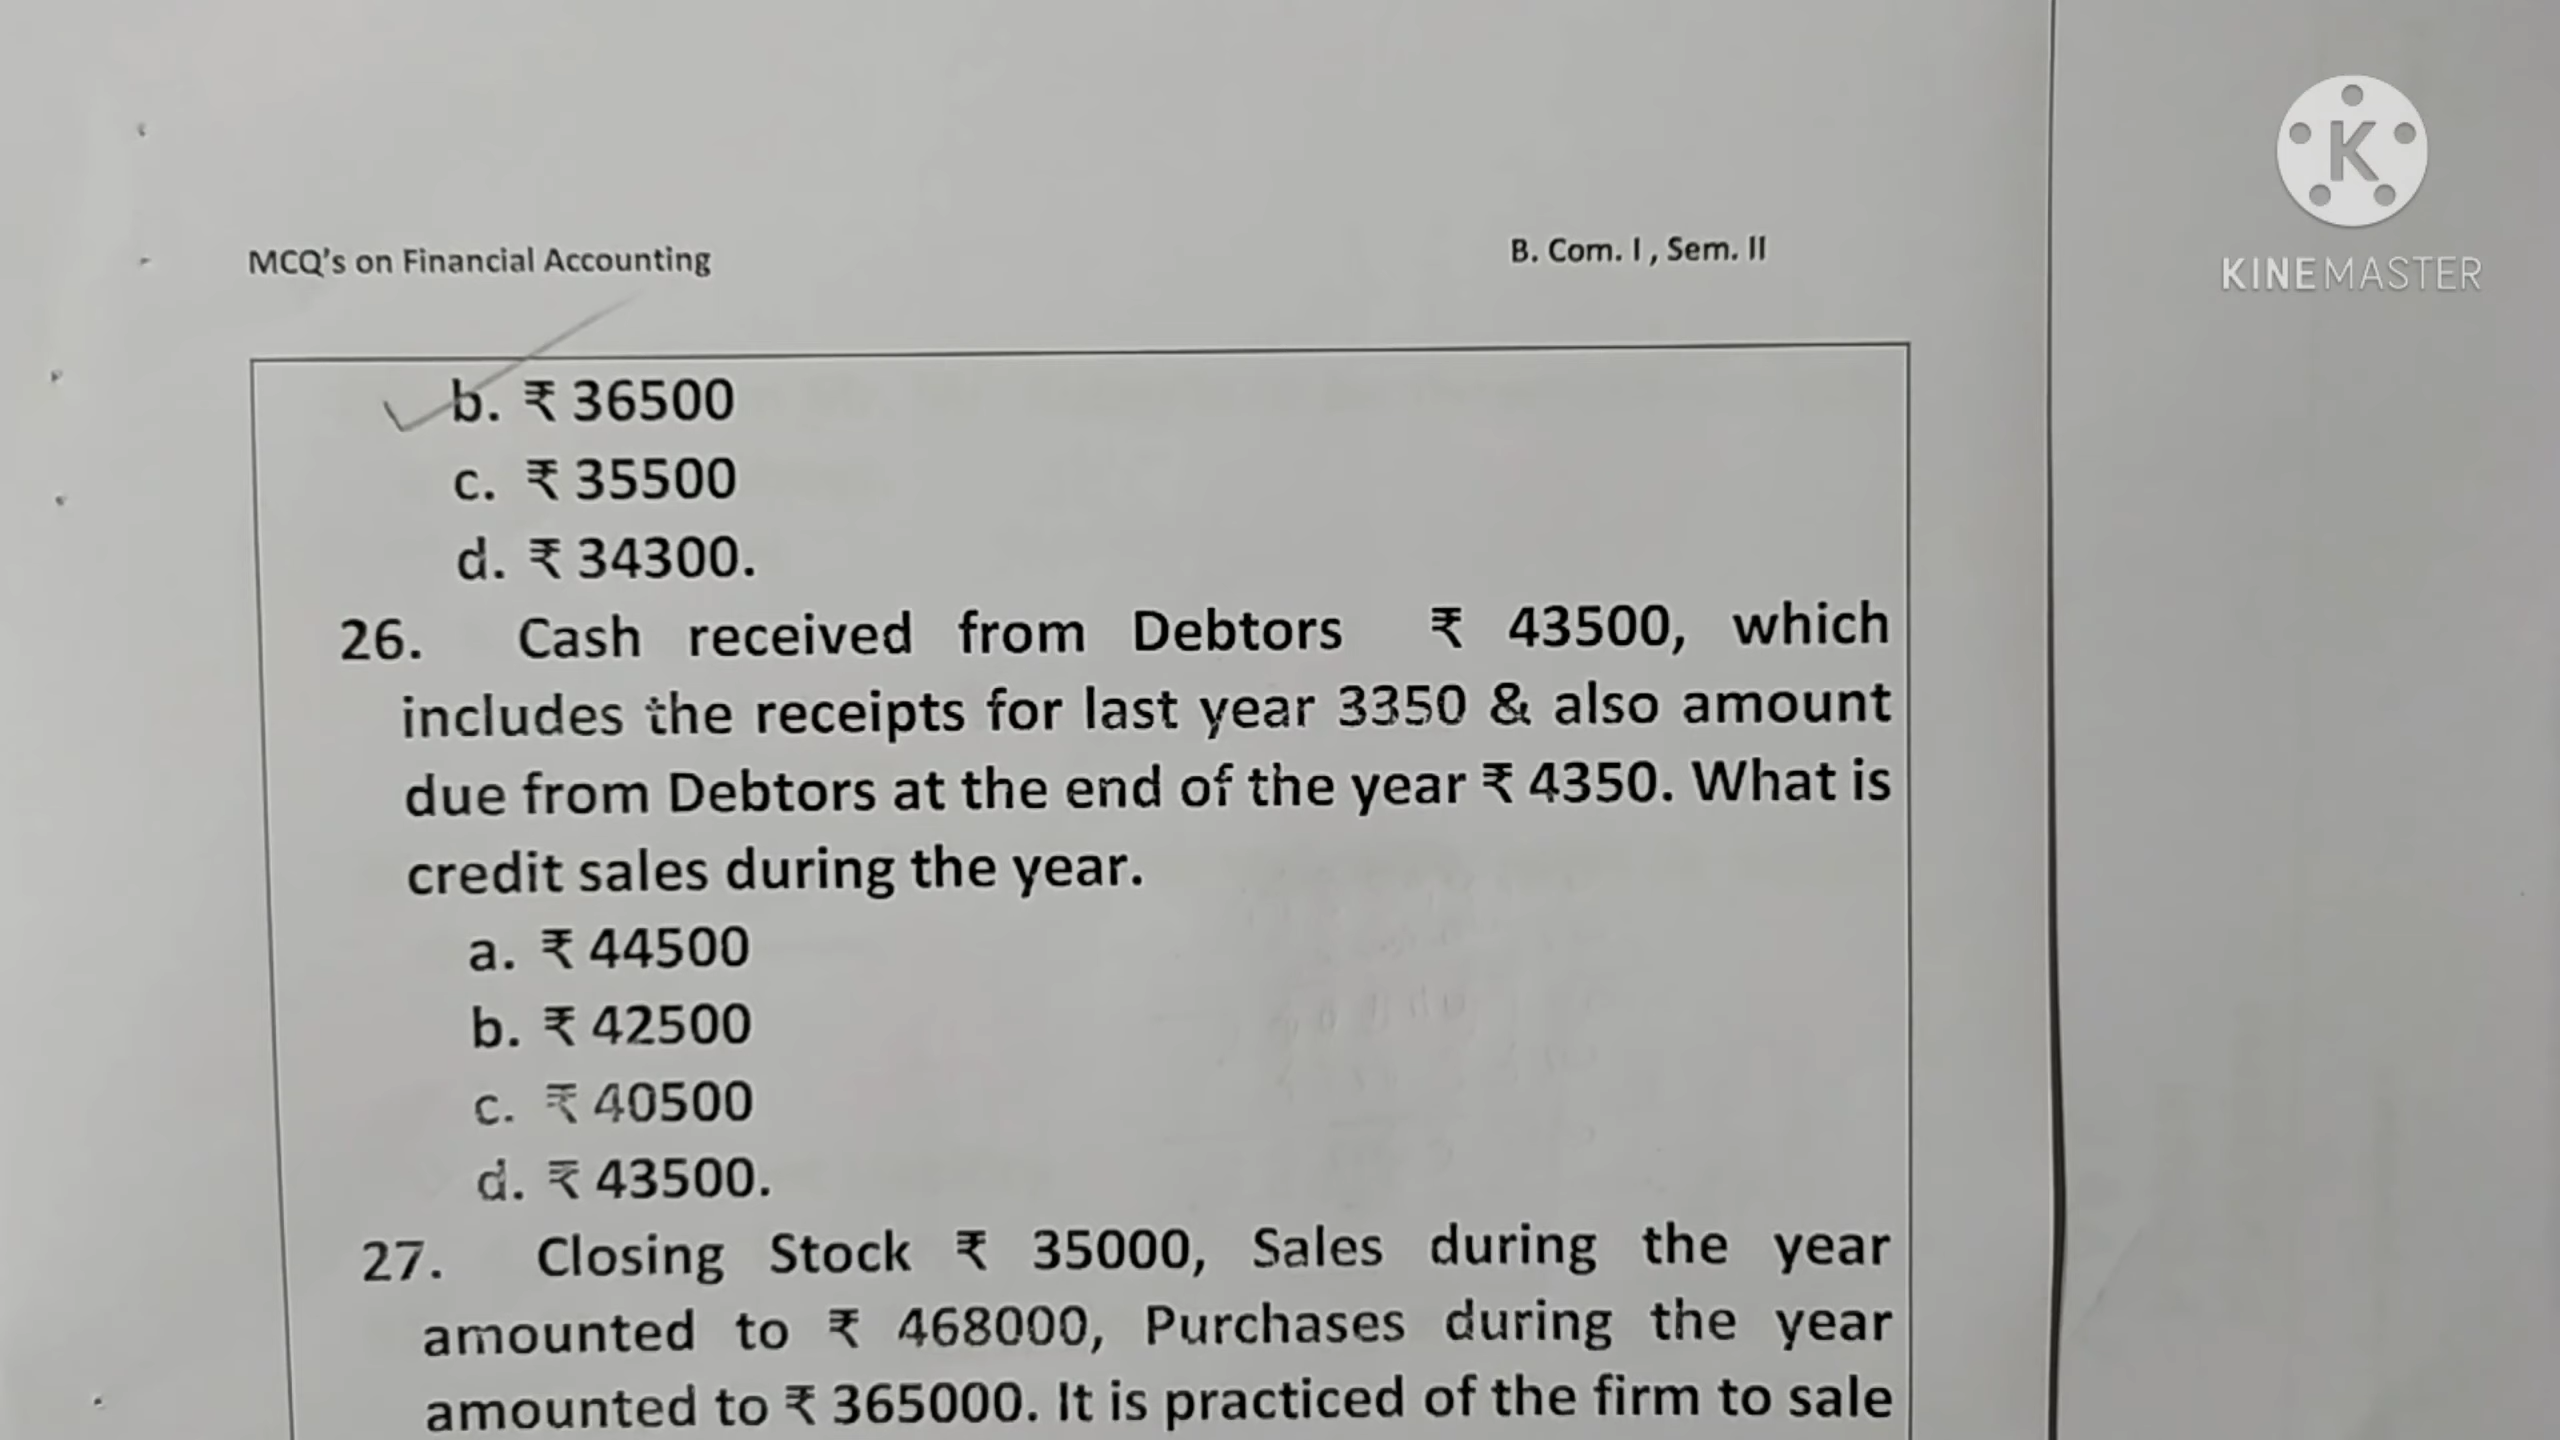 MCQ's on Financial Accounting
B. Com. I , Sem. II
K
KINEMASTER
b. ₹ 36500
c. ₹ 35500
d. ₹ 34300.
26. Cash received from Debtors ₹ 43500, which
includes the receipts for last year 3350 & also amount
due from Debtors at the end of the year ₹ 4350. What is
credit sales during the year.
a. ₹ 44500
b. ₹ 42500
c. ₹ 40500
d. ₹ 43500.
27. Closing Stock ₹ 35000, Sales during the year
amounted to ₹ 468000, Purchases during the year
amounted to ₹ 365000. It is practiced of the firm to sale